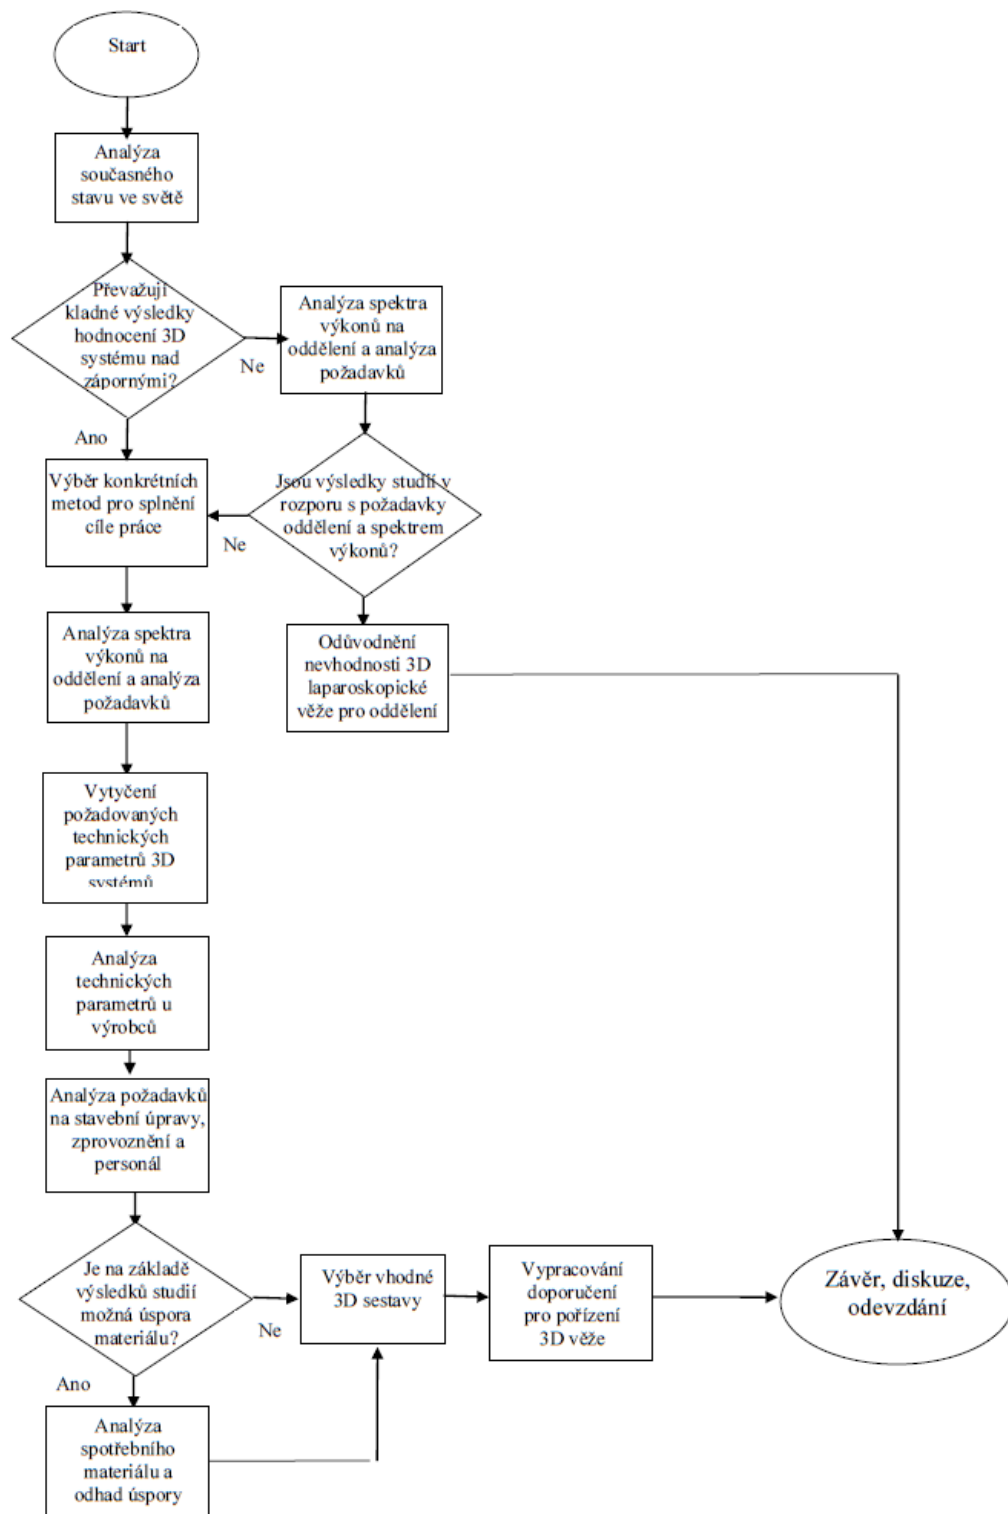 Start
Analýza
současného
stavu ve světě
Převažují
kladné výsledky
hodnocení 3D
systému nad
zápornými?
Ne
Analýza spektra
výkonů na
oddělení a analýza
požadavků
Ano
Výběr konkrétních
metod pro splnění
cíle práce
Jsou výsledky studií v
rozporu s požadavky
oddělení a spektrem
výkonů?
Ne
Analýza spektra
výkonů na
oddělení a analýza
požadavků
Odůvodnění
nevhodnosti 3D
laparoskopické
věže pro oddělení
Vytyčení
požadovaných
technických
parametrů 3D
systémů
Analýza
technických
parametrů u
výrobců
Analýza požadavků
na stavební úpravy,
zprovoznění a
personál
Je na základě
výsledků studií
možná úspora
materiálu?
Ne
Výběr vhodné
3D sestavy
Vypracování
doporučení
pro pořízení
3D věže
Závěr, diskuze,
odevzdání
Ano
Analýza
spotřebního
materiálu a
odhad úspory